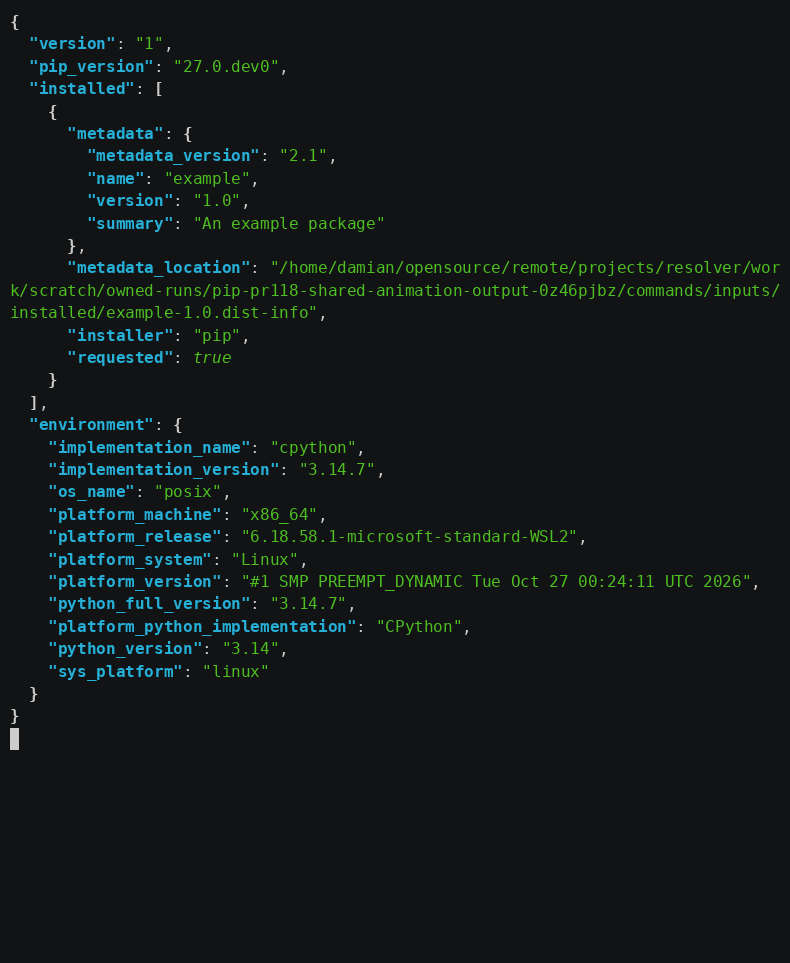 {
  "version": "1",
  "pip_version": "27.0.dev0",
  "installed": [
    {
      "metadata": {
        "metadata_version": "2.1",
        "name": "example",
        "version": "1.0",
        "summary": "An example package"
      },
      "metadata_location": "/home/damian/opensource/remote/projects/resolver/wor
k/scratch/owned-runs/pip-pr118-shared-animation-output-0z46pjbz/commands/inputs/
installed/example-1.0.dist-info",
      "installer": "pip",
      "requested": true
    }
  ],
  "environment": {
    "implementation_name": "cpython",
    "implementation_version": "3.14.7",
    "os_name": "posix",
    "platform_machine": "x86_64",
    "platform_release": "6.18.58.1-microsoft-standard-WSL2",
    "platform_system": "Linux",
    "platform_version": "#1 SMP PREEMPT_DYNAMIC Tue Oct 27 00:24:11 UTC 2026",
    "python_full_version": "3.14.7",
    "platform_python_implementation": "CPython",
    "python_version": "3.14",
    "sys_platform": "linux"
  }
}